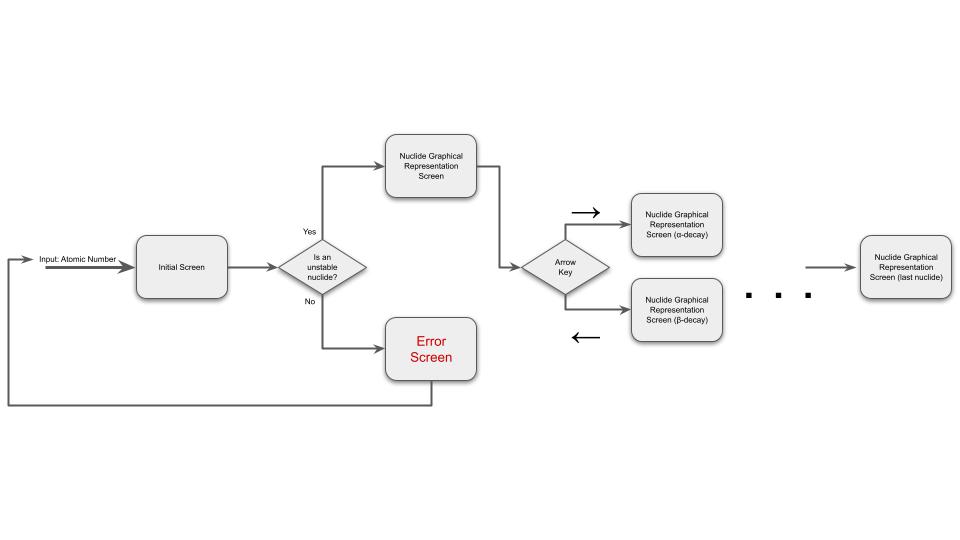 Input: Atomic Number
Initial Screen
Is an
unstable
nuclide?
Yes
No
Nuclide Graphical
Representation
Screen
Error
Screen
Arrow
Key
→
←
Nuclide Graphical
Representation
Screen (α-decay)
Nuclide Graphical
Representation
Screen (β-decay)
. . .
Nuclide Graphical
Representation
Screen (last nuclide)